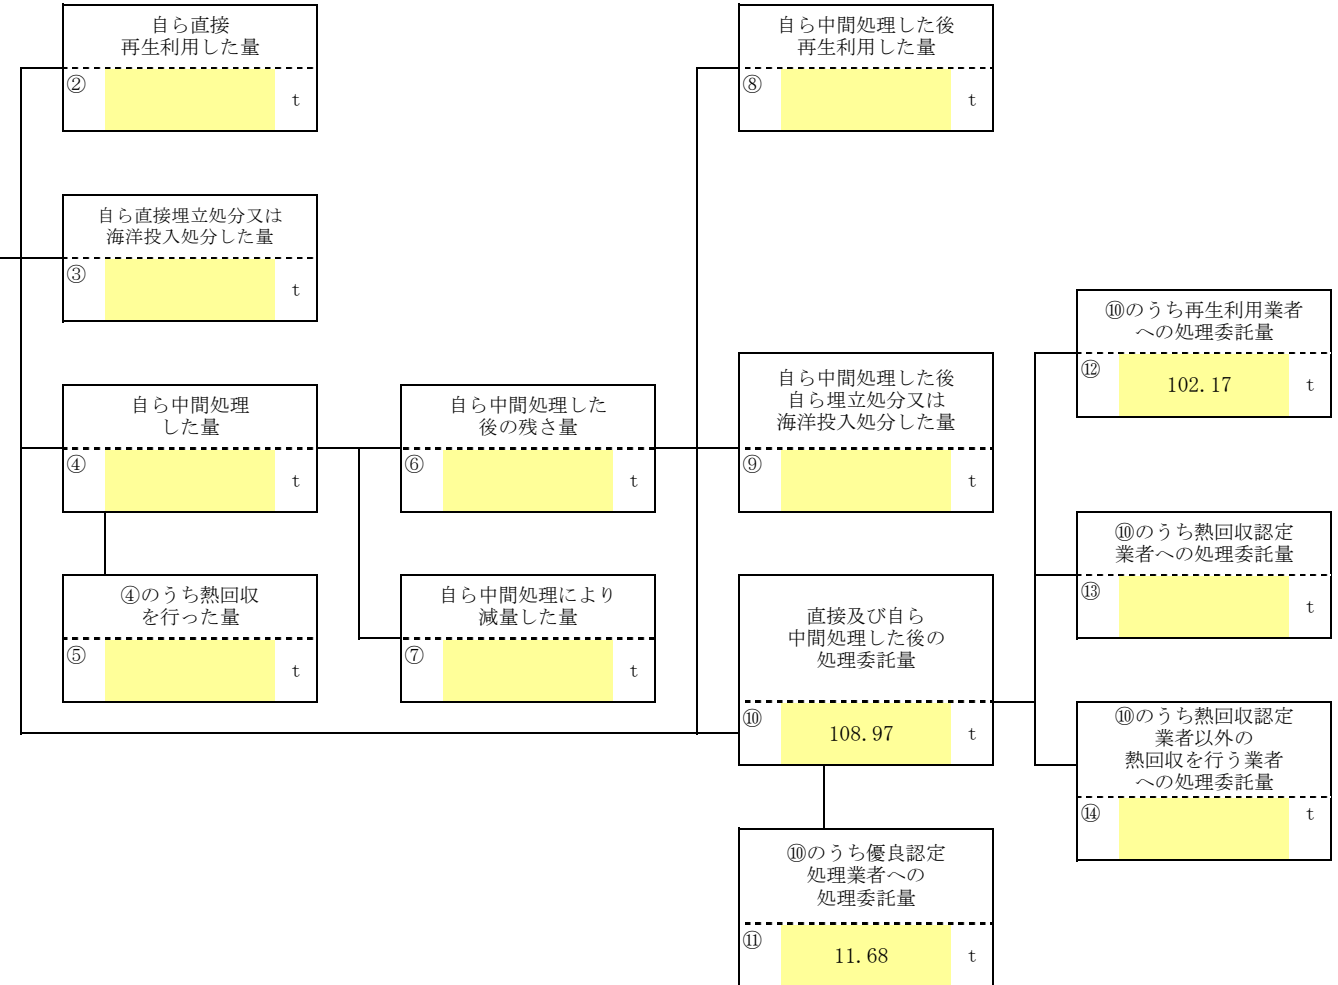 自ら直接
再生利用した量
②
t
自ら中間処理した後
再生利用した量
⑧
t
自ら直接埋立処分又は
海洋投入処分した量
③
t
⑩のうち再生利用業者
への処理委託量
⑫
102.17
t
自ら中間処理
した量
④
t
自ら中間処理した
後の残さ量
⑥
t
自ら中間処理した後
自ら埋立処分又は
海洋投入処分した量
⑨
t
⑩のうち熱回収認定
業者への処理委託量
⑬
t
④のうち熱回収
を行った量
⑤
t
自ら中間処理により
減量した量
⑦
t
直接及び自ら
中間処理した後の
処理委託量
⑩
108.97
t
⑩のうち熱回収認定
業者以外の
熱回収を行う業者
への処理委託量
⑭
t
⑩のうち優良認定
処理業者への
処理委託量
⑪
11.68
t